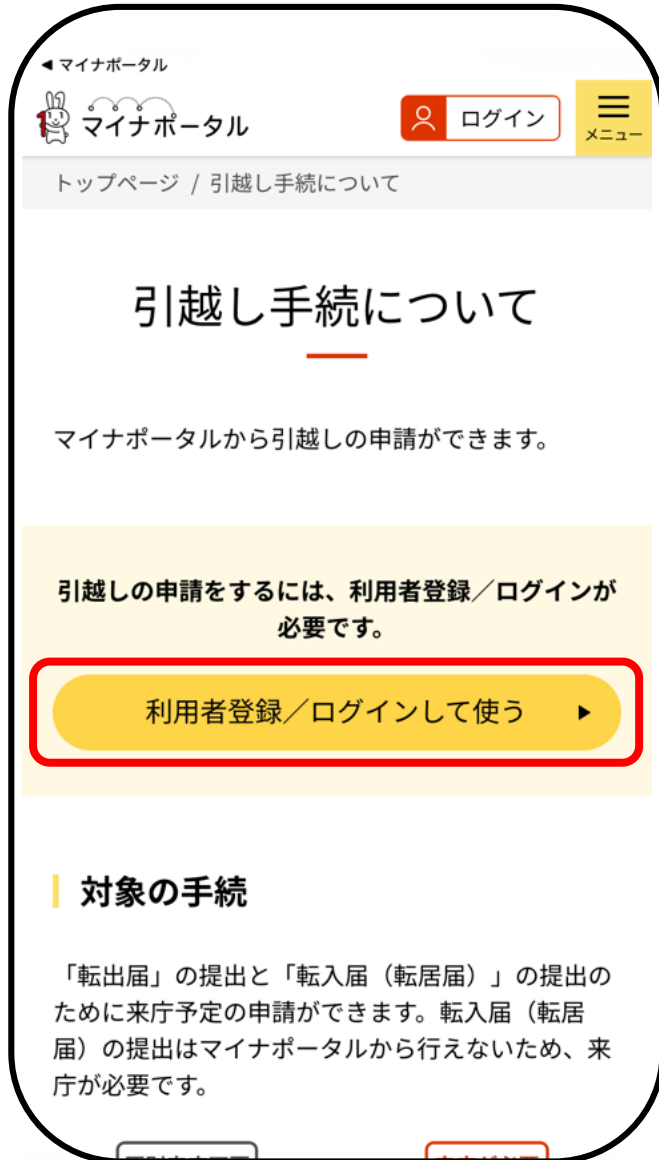 ◀ マイナポータル
マイナポータル
ログイン
メニュー
トップページ / 引越し手続について
引越し手続について
マイナポータルから引越しの申請ができます。
引越しの申請をするには、利用者登録／ログインが
必要です。
利用者登録／ログインして使う ▶
対象の手続
「転出届」の提出と「転入届（転居届）」の提出の
ために来庁予定の申請ができます。転入届（転居
届）の提出はマイナポータルから行えないため、来
庁が必要です。